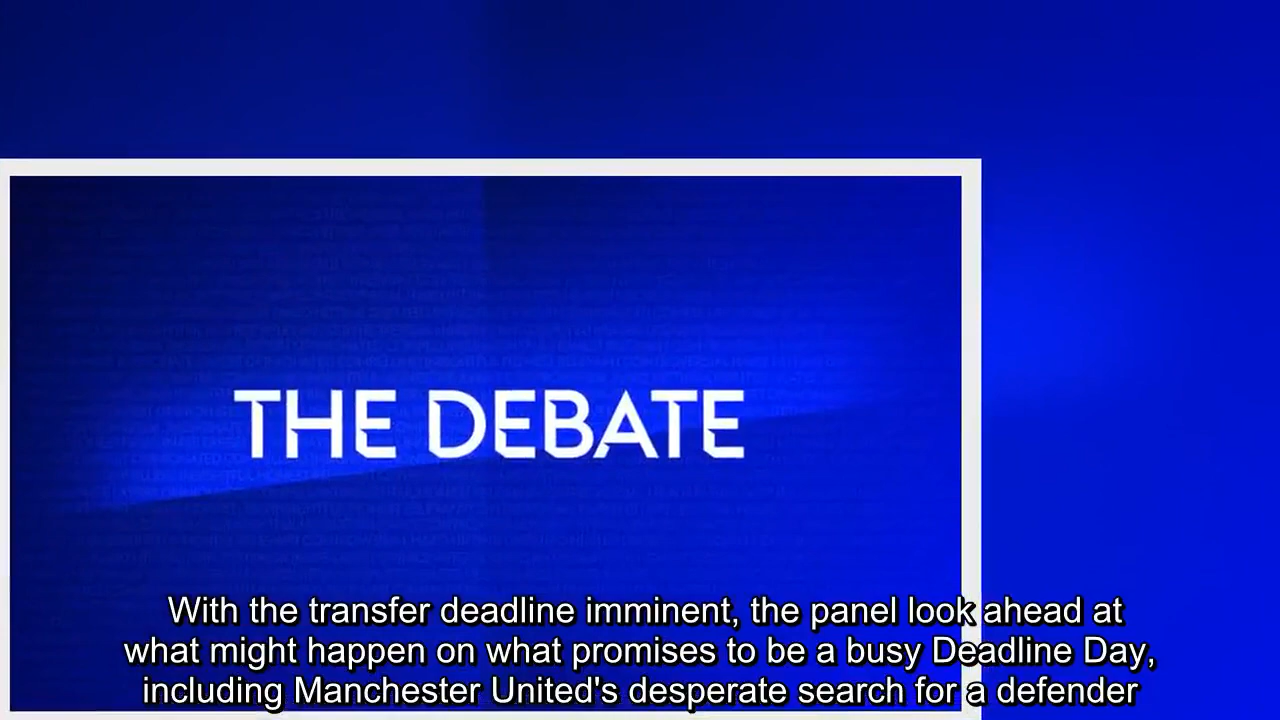 THE DEBATE
With the transfer deadline imminent, the panel look ahead at
what might happen on what promises to be a busy Deadline Day,
including Manchester United's desperate search for a defender